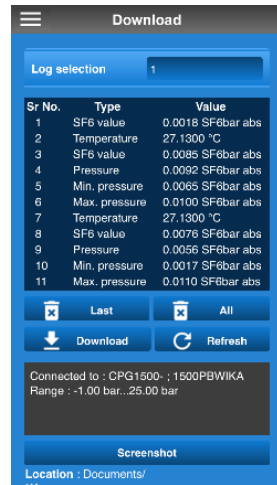 Download
Log selection 1
Sr No. Type Value
1 SF6 value 0.0018 SF6bar abs
2 Temperature 27.1300 °C
3 SF6 value 0.0085 SF6bar abs
4 Pressure 0.0092 SF6bar abs
5 Min. pressure 0.0065 SF6bar abs
6 Max. pressure 0.0100 SF6bar abs
7 Temperature 27.1300 °C
8 SF6 value 0.0076 SF6bar abs
9 Pressure 0.0056 SF6bar abs
10 Min. pressure 0.0017 SF6bar abs
11 Max. pressure 0.0110 SF6bar abs
Last All
Download Refresh
Connected to : CPG1500- ; 1500PBWIKA
Range : -1.00 bar...25.00
bar
Screenshot
Location : Documents/